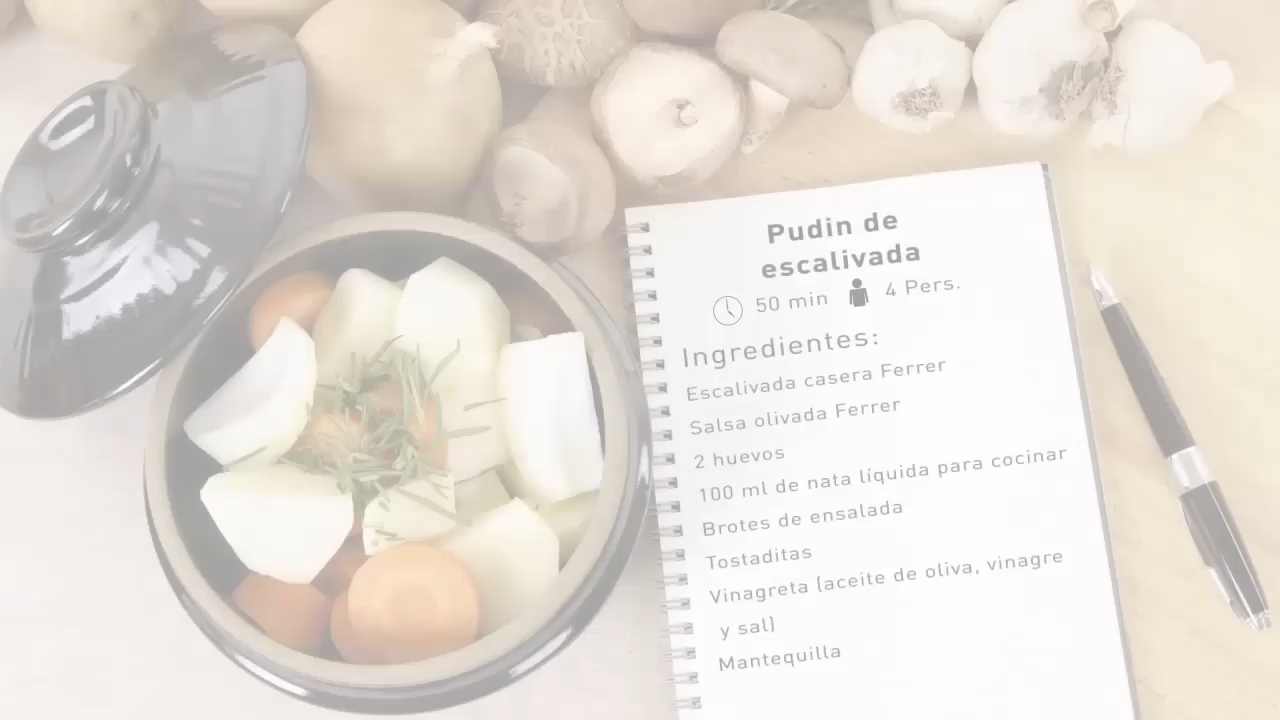 Pudin de
escalivada
50 min 4 Pers.
Ingredientes:
Escalivada casera Ferrer
Salsa olivada Ferrer
2 huevos
100 ml de nata líquida para cocinar
Brotes de ensalada
Tostaditas
Vinagreta (aceite de oliva, vinagre
y sal)
Mantequilla